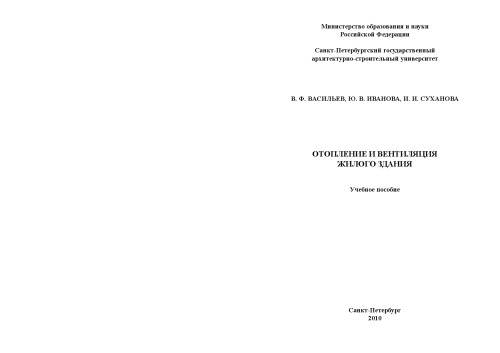 Министерство образования и науки
Российской Федерации
Санкт-Петербургский государственный
архитектурно-строительный университет
В. Ф. ВАСИЛЬЕВ, Ю. В. ИВАНОВА, И. И. СУХАНОВА
ОТОПЛЕНИЕ И ВЕНТИЛЯЦИЯ
ЖИЛОГО ЗДАНИЯ
Учебное пособие
Санкт-Петербург
2010